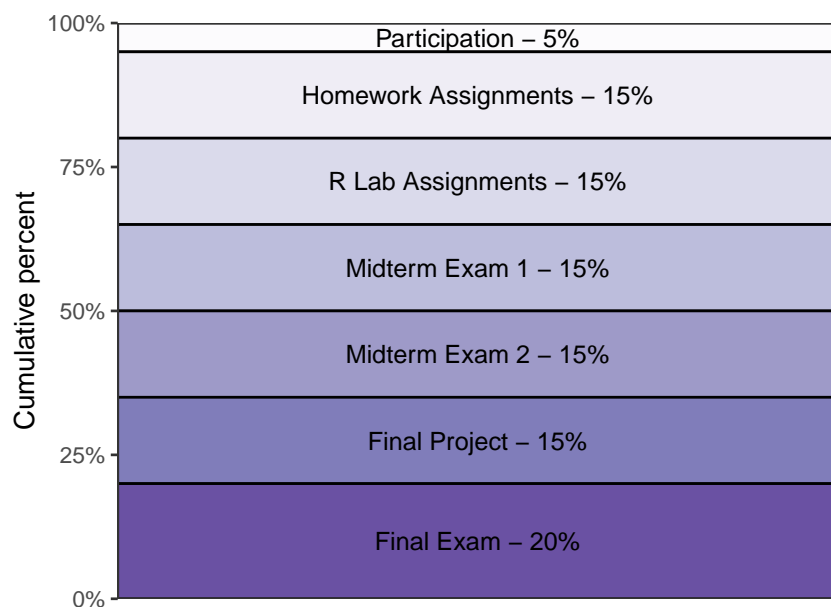 100%
Participation – 5%
Homework Assignments – 15%
75%
R Lab Assignments – 15%
Midterm Exam 1 – 15%
Cumulative percent
50%
Midterm Exam 2 – 15%
Final Project – 15%
25%
Final Exam – 20%
0%